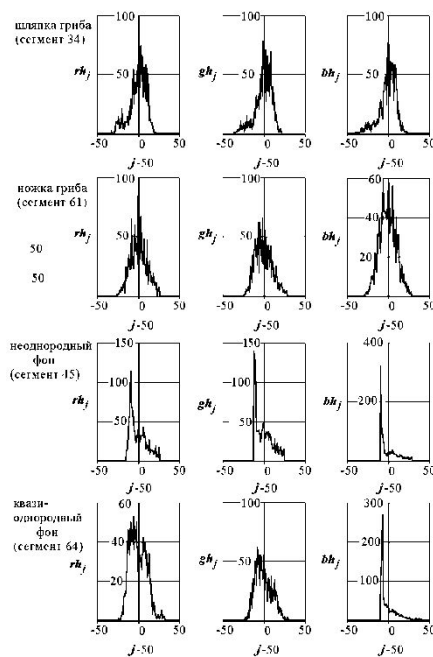 шляпка гриба
(сегмент 34)
rhj
100
50
-50 0 50
j-50
ghj
100
50
-50 0 50
j-50
bhj
100
50
-50 0 50
j-50
ножка гриба
(сегмент 61)
50
50
rhj
100
50
-50 0 50
j-50
ghj
100
50
-50 0 50
j-50
bhj
60
40
20
-50 0 50
j-50
неоднородный
фон
(сегмент 45)
rhj
150
100
50
-50 0 50
j-50
ghj
150
100
50
-50 0 50
j-50
bhj
400
200
-50 0 50
j-50
квази-
однородный
фон
(сегмент 64)
rhj
60
40
20
-50 0 50
j-50
ghj
100
50
-50 0 50
j-50
bhj
300
200
100
-50 0 50
j-50